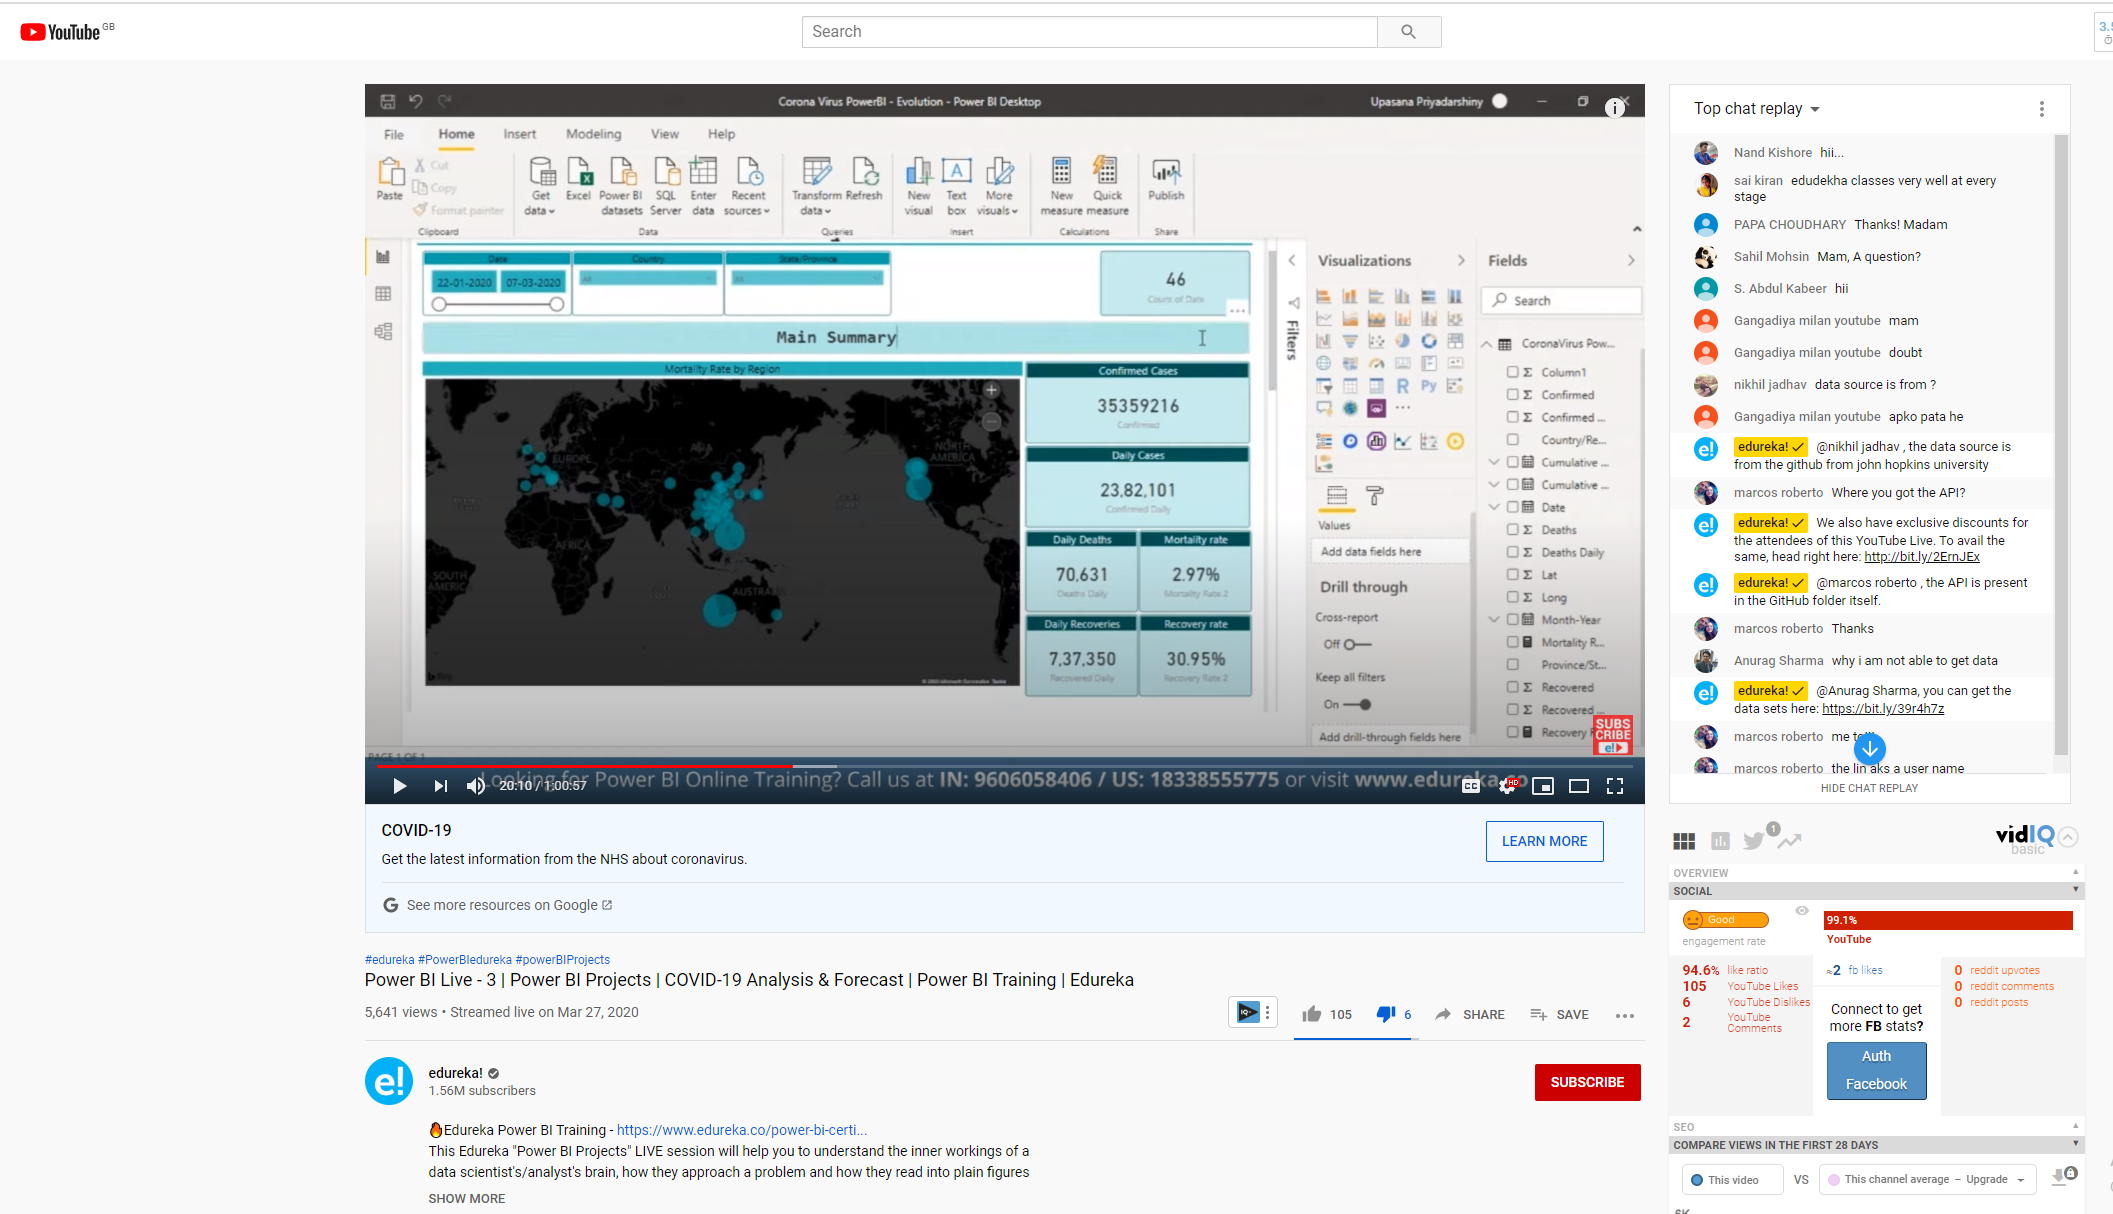 YouTube GB
Search
3.5
Corona Virus PowerBI - Evolution - Power BI Desktop
Upasana Priyadarshiny
File Home Insert Modeling View Help
Paste
Cut
Copy
Format painter
Clipboard
Get data
Excel
Power BI datasets
SQL Server
Enter data
Recent sources
Data
Transform data
Refresh
Queries
New visual
Text box
More visuals
Insert
New measure
Quick measure
Calculations
Publish
Share
Date
22-01-2020 07-03-2020
Country
All
State/Province
All
46
Count of Date
Main Summary
Mortality Rate by Region
EUROPE
ASIA
NORTH AMERICA
AFRICA
SOUTH AMERICA
AUSTRALIA
Confirmed Cases
35359216
Confirmed
Daily Cases
23,82,101
Confirmed Daily
Daily Deaths
70,631
Deaths Daily
Mortality rate
2.97%
Mortality Rate 2
Daily Recoveries
7,37,350
Recovered Daily
Recovery rate
30.95%
Recovery Rate 2
PAGE 1 OF 1
Filters
Visualizations
R Py
Values
Add data fields here
Drill through
Cross-report
Off
Keep all filters
On
Add drill-through fields here
Fields
Search
CoronaVirus Pow...
Column1
Confirmed
Confirmed ...
Country/Re...
Cumulative ...
Cumulative ...
Date
Deaths
Deaths Daily
Lat
Long
Month-Year
Mortality R...
Province/St...
Recovered
Recovered ...
Recovery R
SUBSCRIBE
e!
Looking for Power BI Online Training? Call us at IN: 9606058406 / US: 18338555775 or visit www.edureka.co
20:10 / 1:00:57
CC
HD
COVID-19
Get the latest information from the NHS about coronavirus.
LEARN MORE
See more resources on Google
#edureka #PowerBIedureka #powerBIProjects
Power BI Live - 3 | Power BI Projects | COVID-19 Analysis & Forecast | Power BI Training | Edureka
5,641 views • Streamed live on Mar 27, 2020
IQ
105
6
SHARE
SAVE
e!
edureka!
1.56M subscribers
SUBSCRIBE
Edureka Power BI Training - https://www.edureka.co/power-bi-certi...
This Edureka "Power BI Projects" LIVE session will help you to understand the inner workings of a
data scientist's/analyst's brain, how they approach a problem and how they read into plain figures
SHOW MORE
Top chat replay
Nand Kishore hii...
sai kiran edudekha classes very well at every
stage
PAPA CHOUDHARY Thanks! Madam
Sahil Mohsin Mam, A question?
S. Abdul Kabeer hii
Gangadiya milan youtube mam
Gangadiya milan youtube doubt
nikhil jadhav data source is from ?
Gangadiya milan youtube apko pata he
edureka! @nikhil jadhav , the data source is
from the github from john hopkins university
marcos roberto Where you got the API?
edureka! We also have exclusive discounts for
the attendees of this YouTube Live. To avail the
same, head right here: http://bit.ly/2ErnJEx
edureka! @marcos roberto , the API is present
in the GitHub folder itself.
marcos roberto Thanks
Anurag Sharma why i am not able to get data
edureka! @Anurag Sharma, you can get the
data sets here: https://bit.ly/39r4h7z
marcos roberto me
marcos roberto the lin aks a user name
HIDE CHAT REPLAY
1
vidIQ
basic
OVERVIEW
SOCIAL
Good
engagement rate
99.1%
YouTube
94.6% like ratio
105 YouTube Likes
6 YouTube Dislikes
2 YouTube Comments
≈2 fb likes
Connect to get
more FB stats?
Auth
Facebook
0 reddit upvotes
0 reddit comments
0 reddit posts
SEO
COMPARE VIEWS IN THE FIRST 28 DAYS
This video VS This channel average – Upgrade
6K